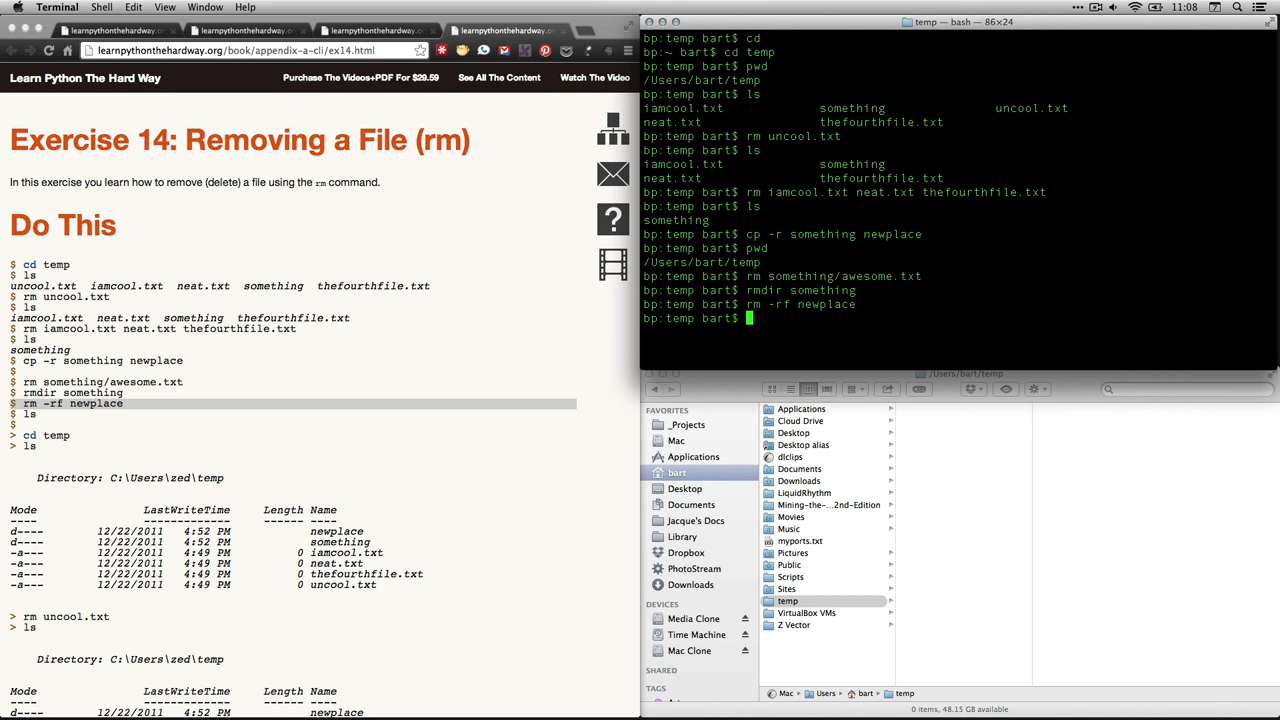 Terminal Shell Edit View Window Help 11:08
learnpythonthehardway.org/ learnpythonthehardway.org/ learnpythonthehardway.org/ learnpythonthehardway.org/
learnpythonthehardway.org/book/appendix-a-cli/ex14.html
Learn Python The Hard Way Purchase The Videos+PDF For $29.59 See All The Content Watch The Video
Exercise 14: Removing a File (rm)
In this exercise you learn how to remove (delete) a file using the rm command.
Do This
$ cd temp
$ ls
uncool.txt iamcool.txt neat.txt something thefourthfile.txt
$ rm uncool.txt
$ ls
iamcool.txt neat.txt something thefourthfile.txt
$ rm iamcool.txt neat.txt thefourthfile.txt
$ ls
something
$ cp -r something newplace
$
$ rm something/awesome.txt
$ rmdir something
$ rm -rf newplace
$ ls
$
> cd temp
> ls
Directory: C:\Users\zed\temp
Mode LastWriteTime Length Name
---- ------------- ------ ----
d---- 12/22/2011 4:52 PM newplace
d---- 12/22/2011 4:52 PM something
-a--- 12/22/2011 4:49 PM 0 iamcool.txt
-a--- 12/22/2011 4:49 PM 0 neat.txt
-a--- 12/22/2011 4:49 PM 0 thefourthfile.txt
-a--- 12/22/2011 4:49 PM 0 uncool.txt
> rm uncool.txt
> ls
Directory: C:\Users\zed\temp
Mode LastWriteTime Length Name
---- ------------- ------ ----
d---- 12/22/2011 4:52 PM newplace
temp — bash — 86×24
bp:temp bart$ cd
bp:~ bart$ cd temp
bp:temp bart$ pwd
/Users/bart/temp
bp:temp bart$ ls
iamcool.txt something uncool.txt
neat.txt thefourthfile.txt
bp:temp bart$ rm uncool.txt
bp:temp bart$ ls
iamcool.txt something
neat.txt thefourthfile.txt
bp:temp bart$ rm iamcool.txt neat.txt thefourthfile.txt
bp:temp bart$ ls
something
bp:temp bart$ cp -r something newplace
bp:temp bart$ pwd
/Users/bart/temp
bp:temp bart$ rm something/awesome.txt
bp:temp bart$ rmdir something
bp:temp bart$ rm -rf newplace
bp:temp bart$
/Users/bart/temp
FAVORITES
_Projects
Mac
Applications
bart
Desktop
Documents
Jacque's Docs
Library
Dropbox
PhotoStream
Downloads
DEVICES
Media Clone
Time Machine
Mac Clone
SHARED
TAGS
Applications
Cloud Drive
Desktop
Desktop alias
dlclips
Documents
Downloads
LiquidRhythm
Mining-the-...2nd-Edition
Movies
Music
myports.txt
Pictures
Public
Scripts
Sites
temp
VirtualBox VMs
Z Vector
Mac Users bart temp
0 items, 48.15 GB available